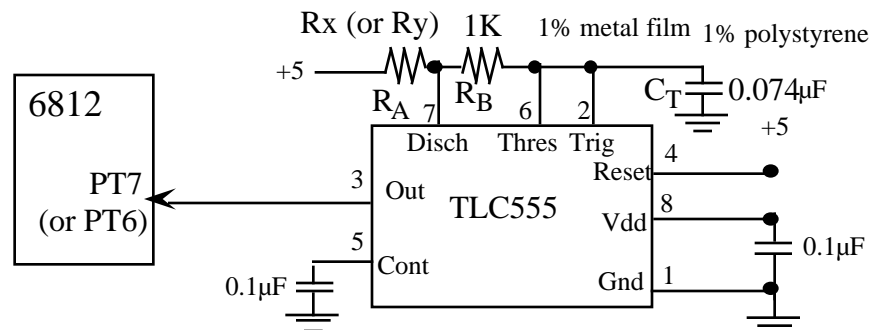 Rx (or Ry) 1K 1% metal film 1% polystyrene
+5
R_A 7 R_B 6 2 C_T 0.074µF
+5
6812
Disch Thres Trig
Reset 4
PT7
(or PT6)
3 Out
TLC555
Vdd 8
5 Cont
0.1µF
0.1µF
Gnd 1